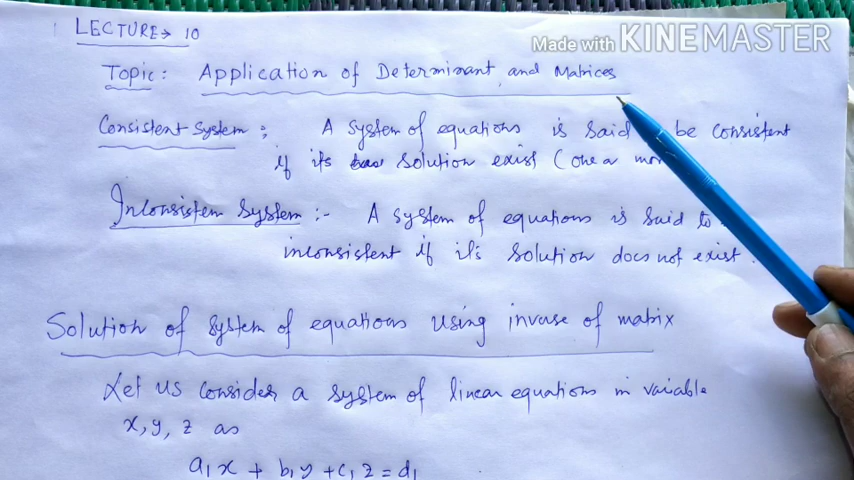 LECTURE → 10
Made with KINEMASTER
Topic: Application of Determinant, and Matrices
Consistent System : A System of equations is said be consistent
if its solution exist (one or mor
Inconsistem System :- A System of equations is said to
inconsistent if it's solution does not exist.
Solution of system of equations using inverse of matrix
Let us consider a system of linear equations in variable
x, y, z as
a₁x + b₁y + c₁z = d₁